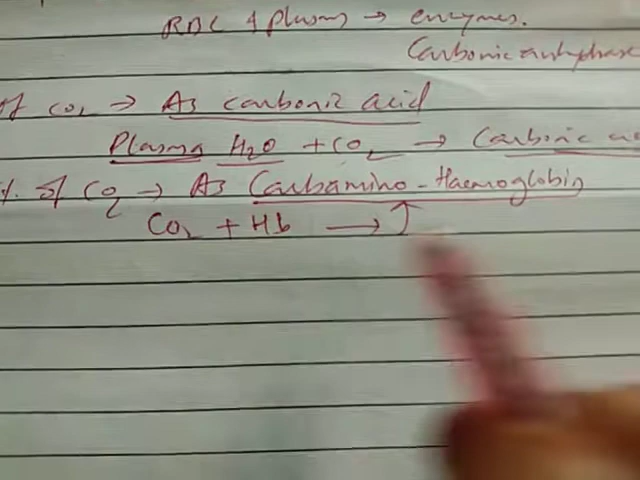 RBC & Plasma → enzymes.
Carbonic anhydrase
of CO2 → As carbonic acid
Plasma H2O + CO2 → Carbonic ac
%. of CO2 → As Carbamino-Haemoglobin
CO2 + Hb → ↑